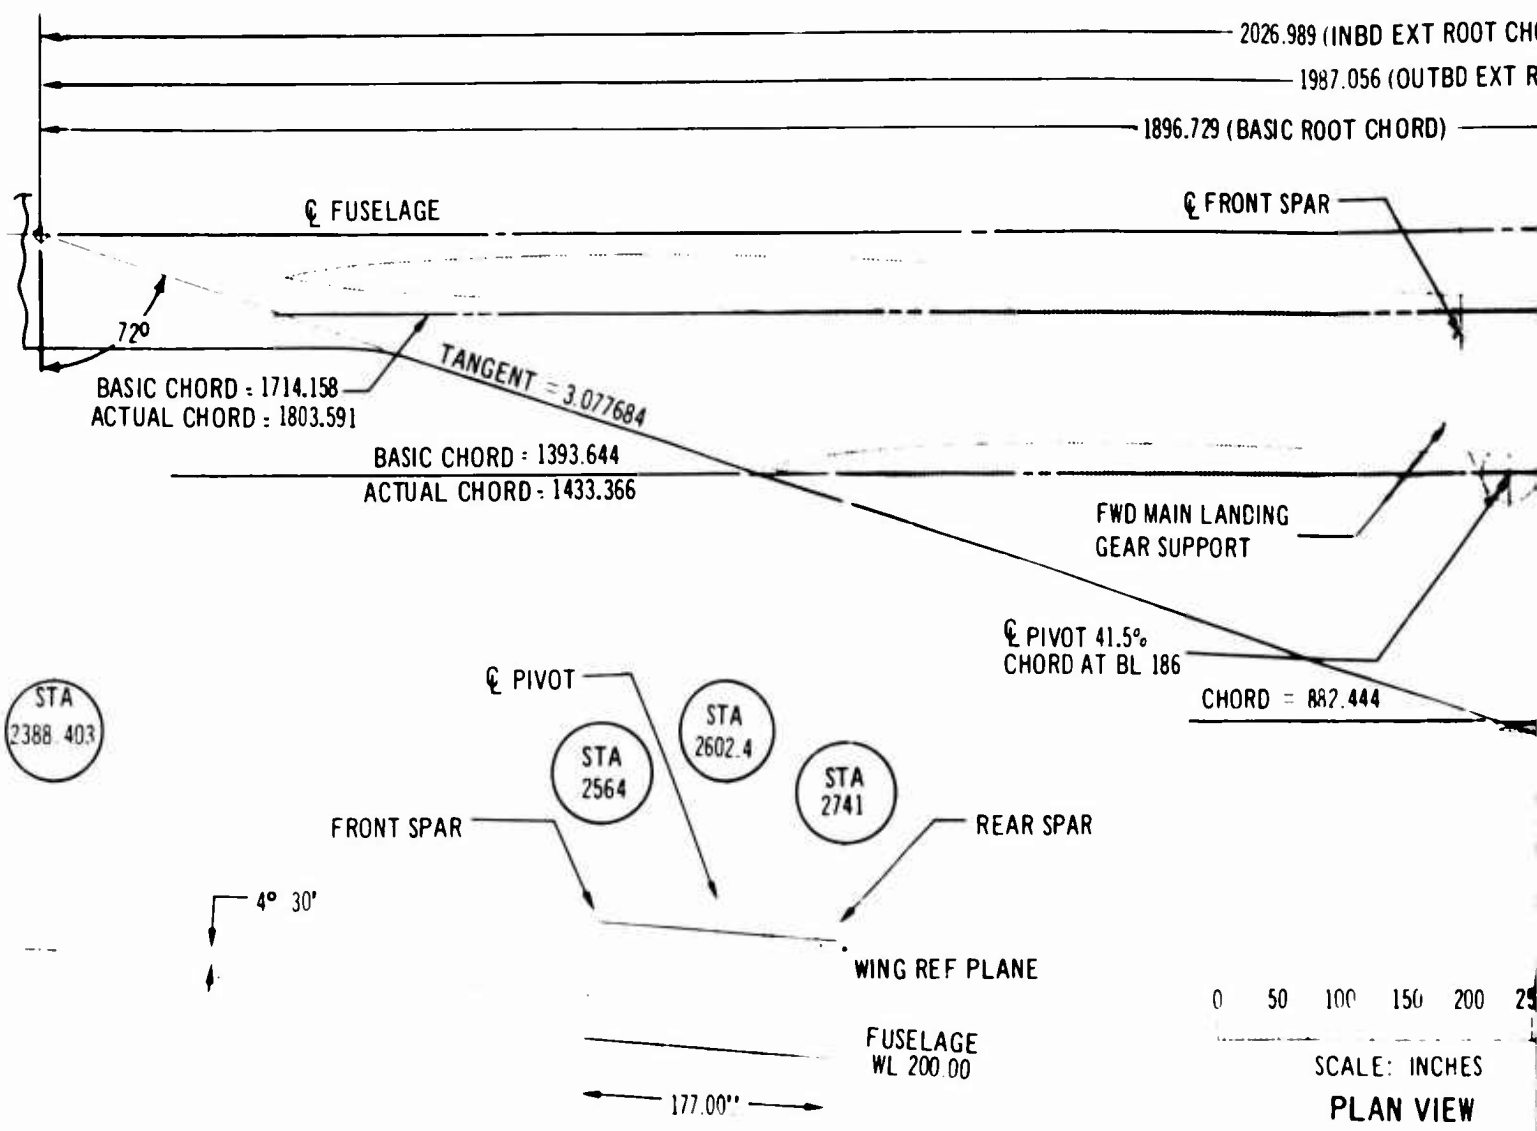 2026.989 (INBD EXT ROOT
1987.056 (OUTBD EXT
1896.729 (BASIC ROOT CHORD)
℄ FUSELAGE
℄ FRONT SPAR
72°
TANGENT = 3.077684
BASIC CHORD = 1714.158
ACTUAL CHORD = 1803.591
BASIC CHORD = 1393.644
ACTUAL CHORD = 1433.366
FWD MAIN LANDING
GEAR SUPPORT
℄ PIVOT 41.5%
CHORD AT BL 186
CHORD = 882.444
℄ PIVOT
STA
2388.403
STA
2564
STA
2602.4
STA
2741
FRONT SPAR
REAR SPAR
4° 30'
WING REF PLANE
FUSELAGE
WL 200.00
177.00"
0 50 100 150 200
SCALE: INCHES
PLAN VIEW